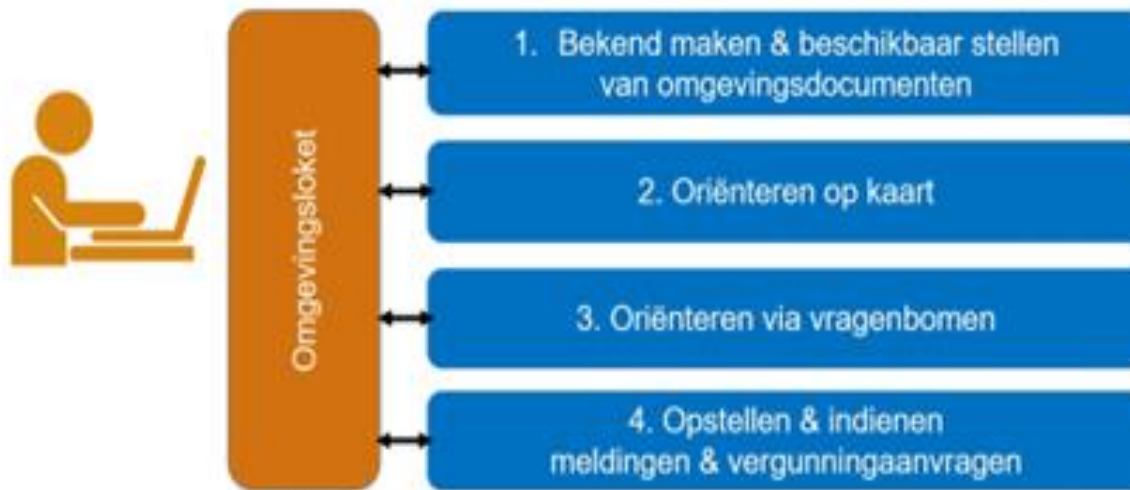 Omgevingsloket
1. Bekend maken & beschikbaar stellen
van omgevingsdocumenten
2. Oriënteren op kaart
3. Oriënteren via vragenbomen
4. Opstellen & indienen
meldingen & vergunningaanvragen